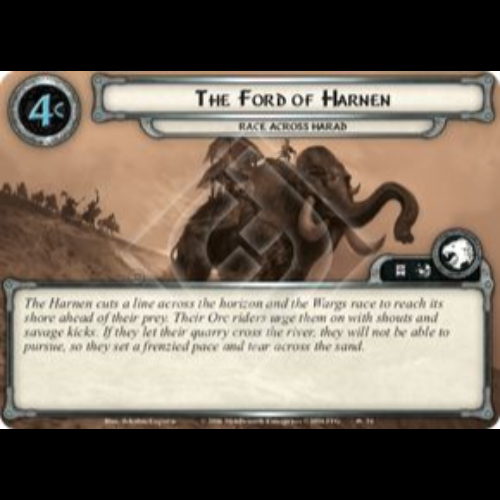 4C
THE FORD OF HARNEN
RACE ACROSS HARAD
The Harnen cuts a line across the horizon and the Wargs race to reach its
shore ahead of their prey. Their Orc riders urge them on with shouts and
savage kicks. If they let their quarry cross the river, they will not be able to
pursue, so they set a frenzied pace and tear across the sand.